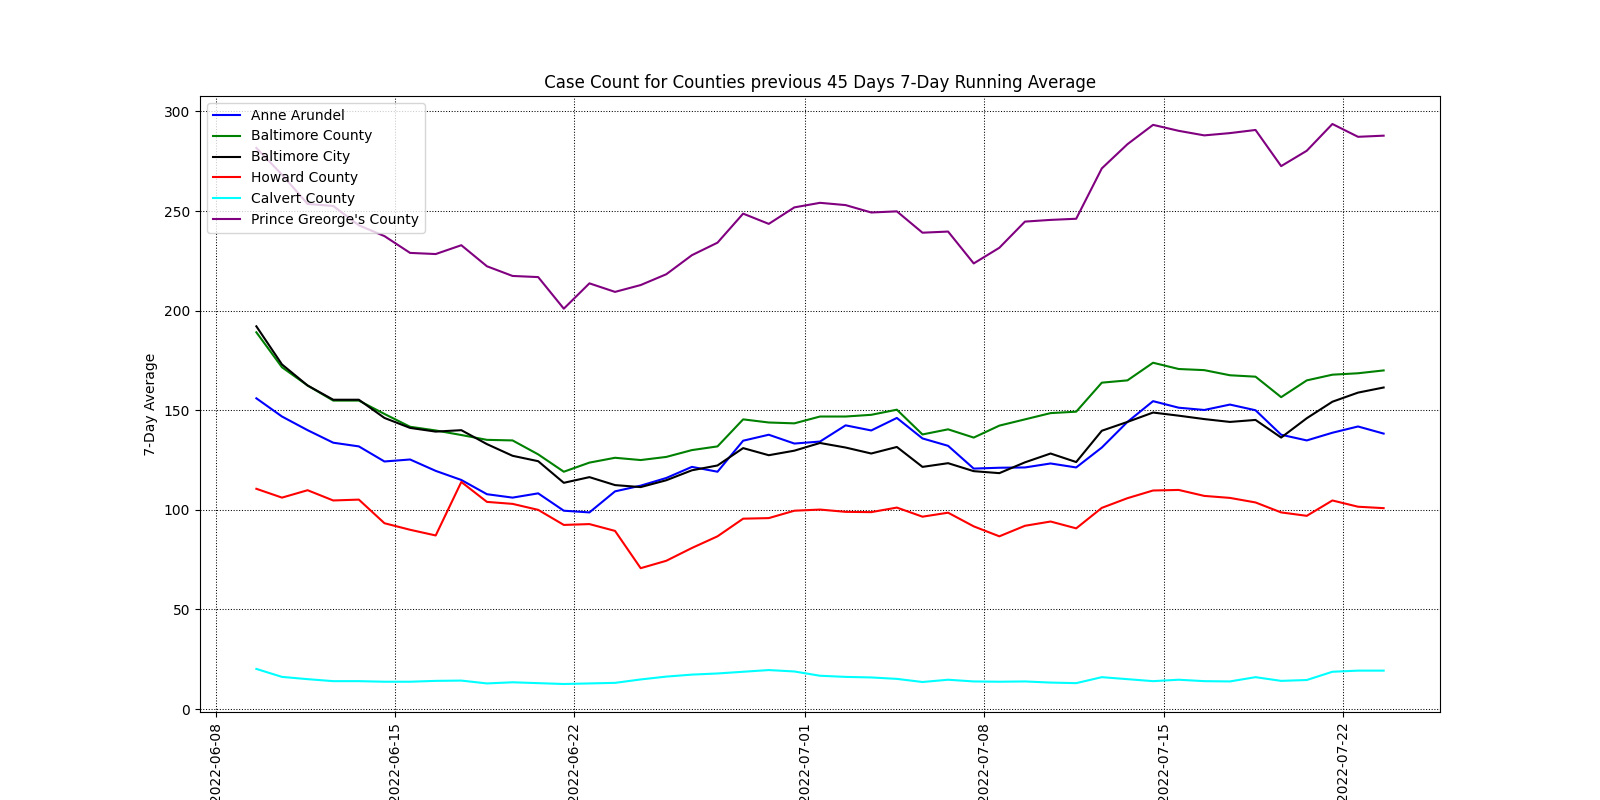 Case Count for Counties previous 45 Days 7-Day Running Average
300
250
200
150
100
50
0
7-Day Average
Anne Arundel
Baltimore County
Baltimore City
Howard County
Calvert County
Prince Greorge's County
2022-06-08
2022-06-15
2022-06-22
2022-07-01
2022-07-08
2022-07-15
2022-07-22